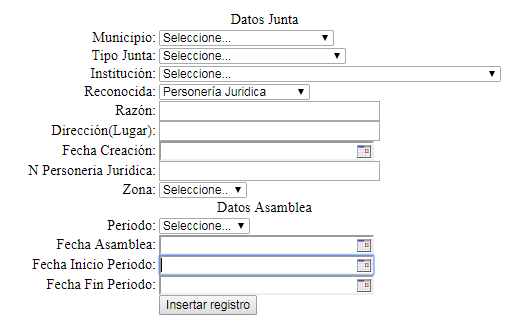 Datos Junta
Municipio: Seleccione...
Tipo Junta: Seleccione...
Institución: Seleccione...
Reconocida: Personería Juridica
Razón:
Dirección(Lugar):
Fecha Creación:
N Personería Juridica:
Zona: Seleccione..
Datos Asamblea
Periodo: Seleccione...
Fecha Asamblea:
Fecha Inicio Periodo:
Fecha Fin Periodo:
Insertar registro